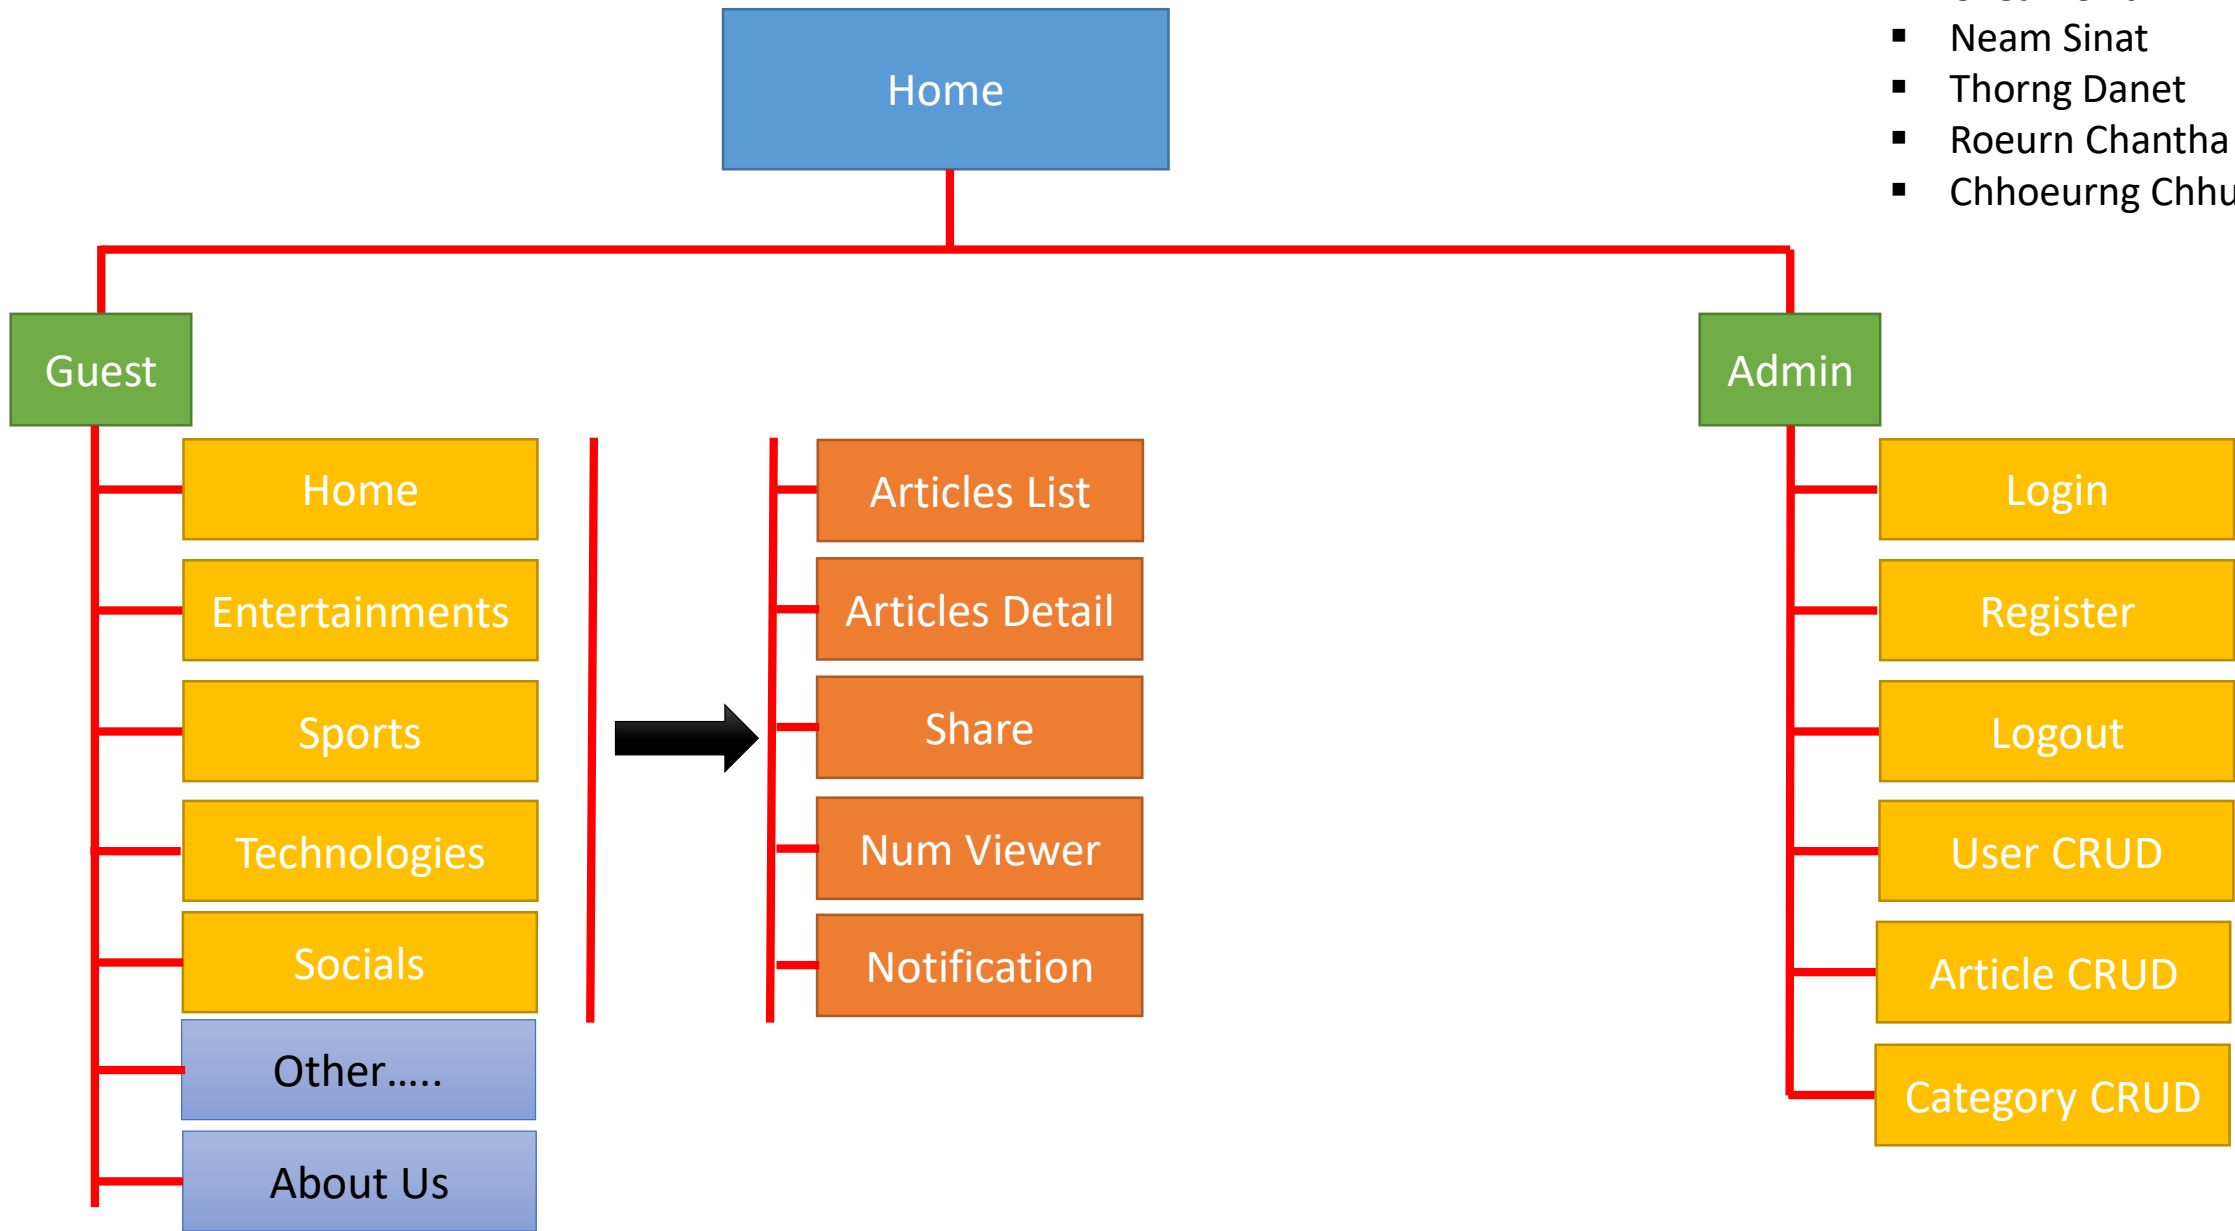 Home
Neam Sinat
Thorng Danet
Roeurn Chantha
Chhoeurng
Guest
Admin
Home
Entertainments
Sports
Technologies
Socials
Other.....
About Us
Articles List
Articles Detail
Share
Num Viewer
Notification
Login
Register
Logout
User CRUD
Article CRUD
Category CRUD